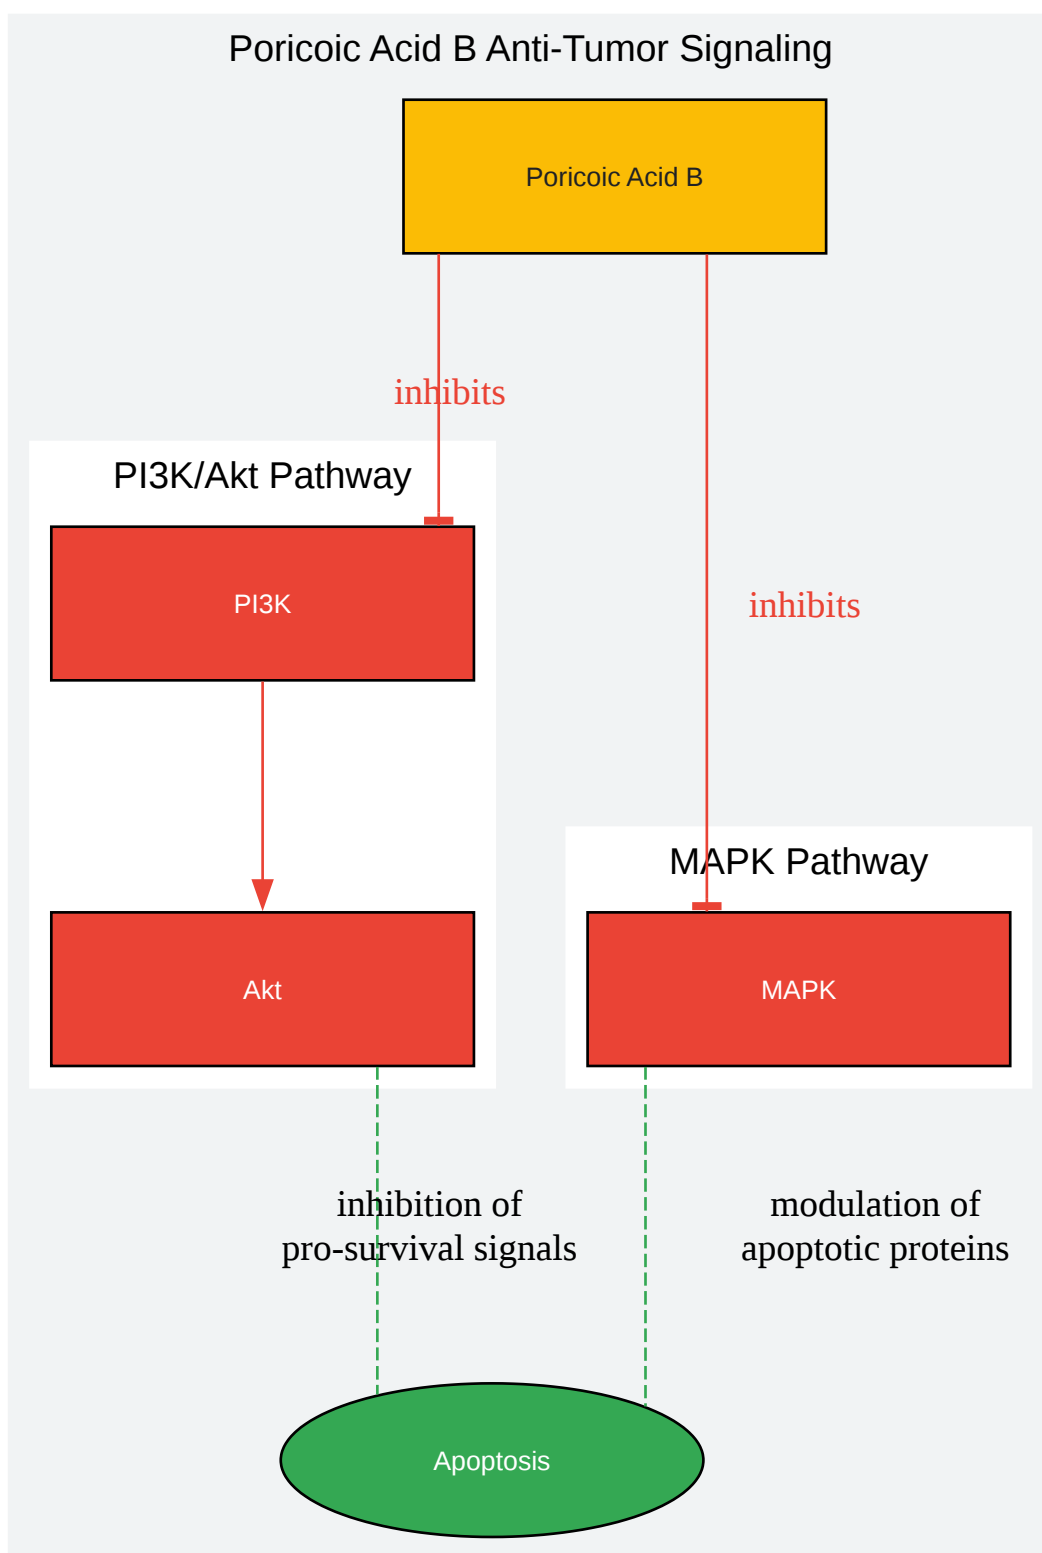 Poricoic Acid B Anti-Tumor Signaling
Poricoic Acid B
inhibits
PI3K/Akt Pathway
PI3K
inhibits
MAPK Pathway
Akt
MAPK
inhibition of
pro-survival signals
modulation of
apoptotic proteins
Apoptosis